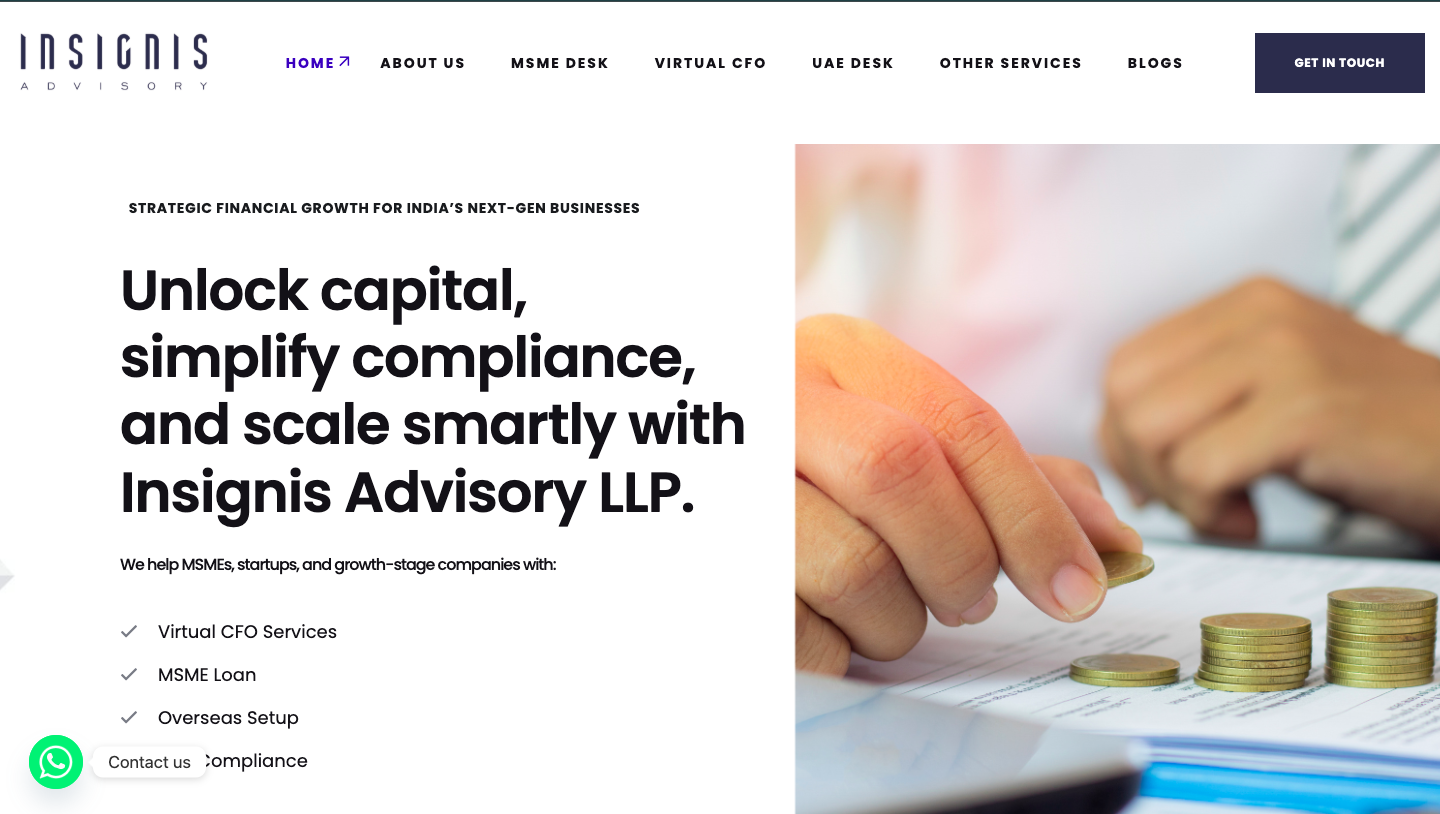 INSIGNIS
ADVISORY
HOME
ABOUT US
MSME DESK
VIRTUAL CFO
UAE DESK
OTHER SERVICES
BLOGS
GET IN TOUCH
STRATEGIC FINANCIAL GROWTH FOR INDIA’S NEXT-GEN BUSINESSES
Unlock capital,
simplify compliance,
and scale smartly with
Insignis Advisory LLP.
We help MSMEs, startups, and growth-stage companies with:
Virtual CFO Services
MSME Loan
Overseas Setup
Compliance
Contact us